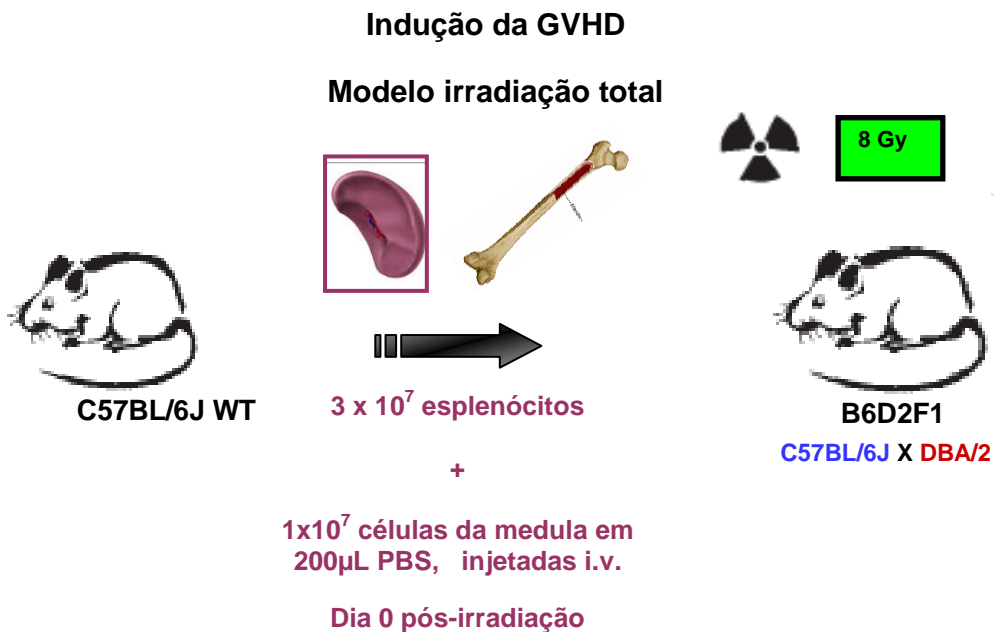 Indução da GVHD
Modelo irradiação total
8 Gy
C57BL/6J WT
3 x 10⁷ esplenócitos
+
1x10⁷ células da medula em
200µL PBS, injetadas i.v.
Dia 0 pós-irradiação
B6D2F1
C57BL/6J X DBA/2